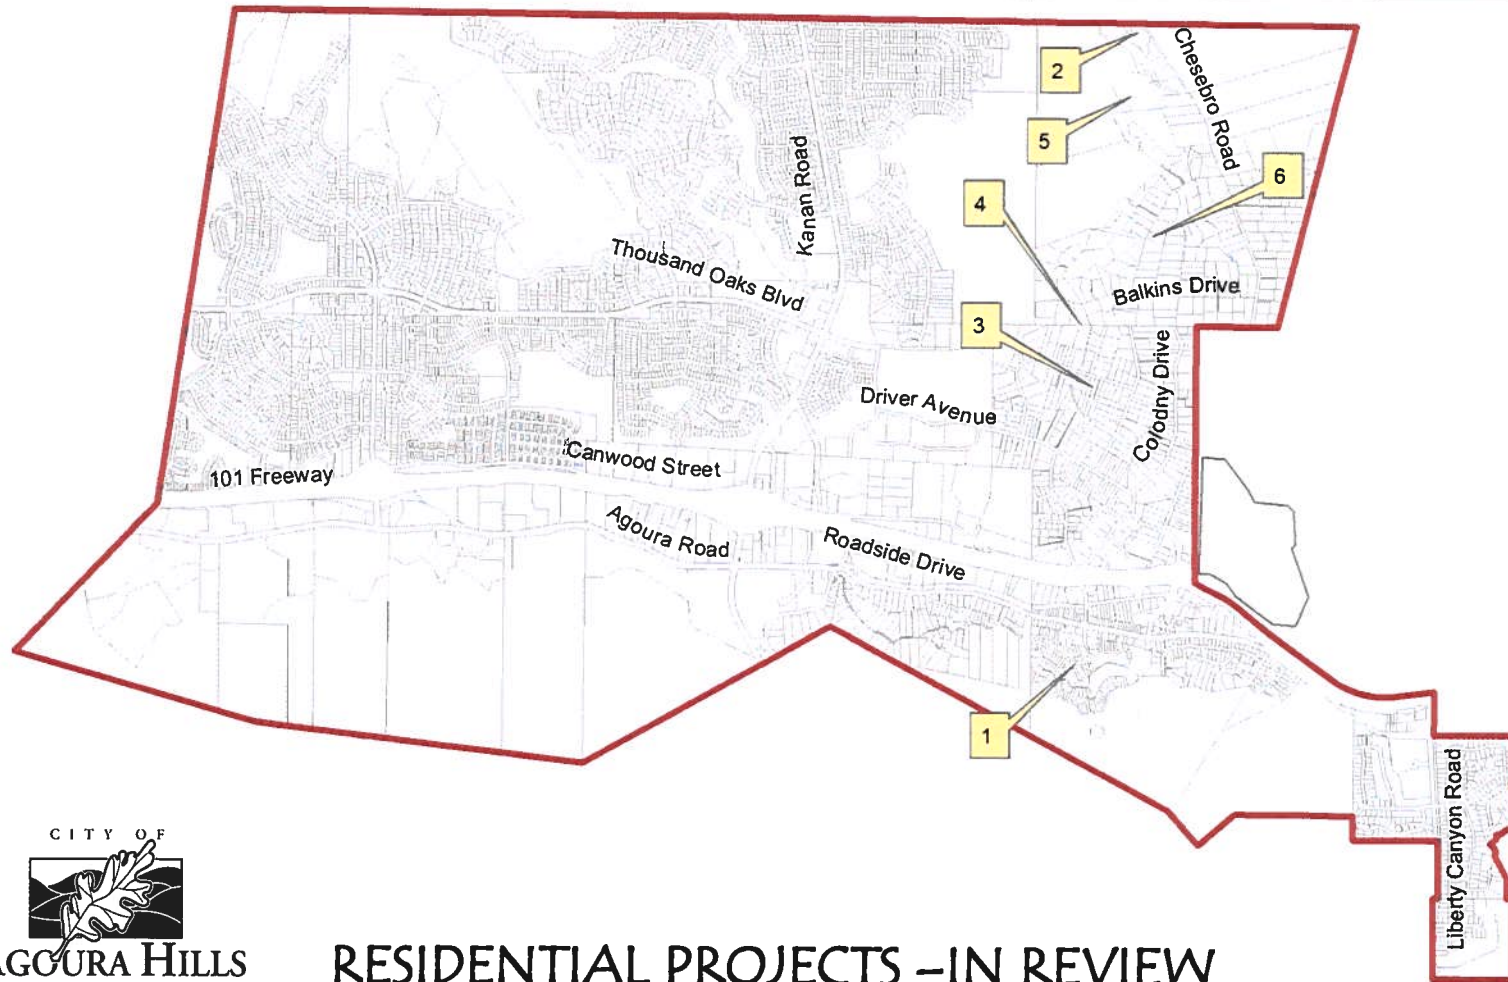 2
Chesebro Road
5
Kanan Road
6
4
Thousand Oaks Blvd
Balkins Drive
3
Colodny Drive
Driver Avenue
Canwood Street
101 Freeway
Agoura Road
Roadside Drive
1
Liberty Canyon Road
CITY OF
AGOURA HILLS
RESIDENTIAL PROJECTS –IN REVIEW